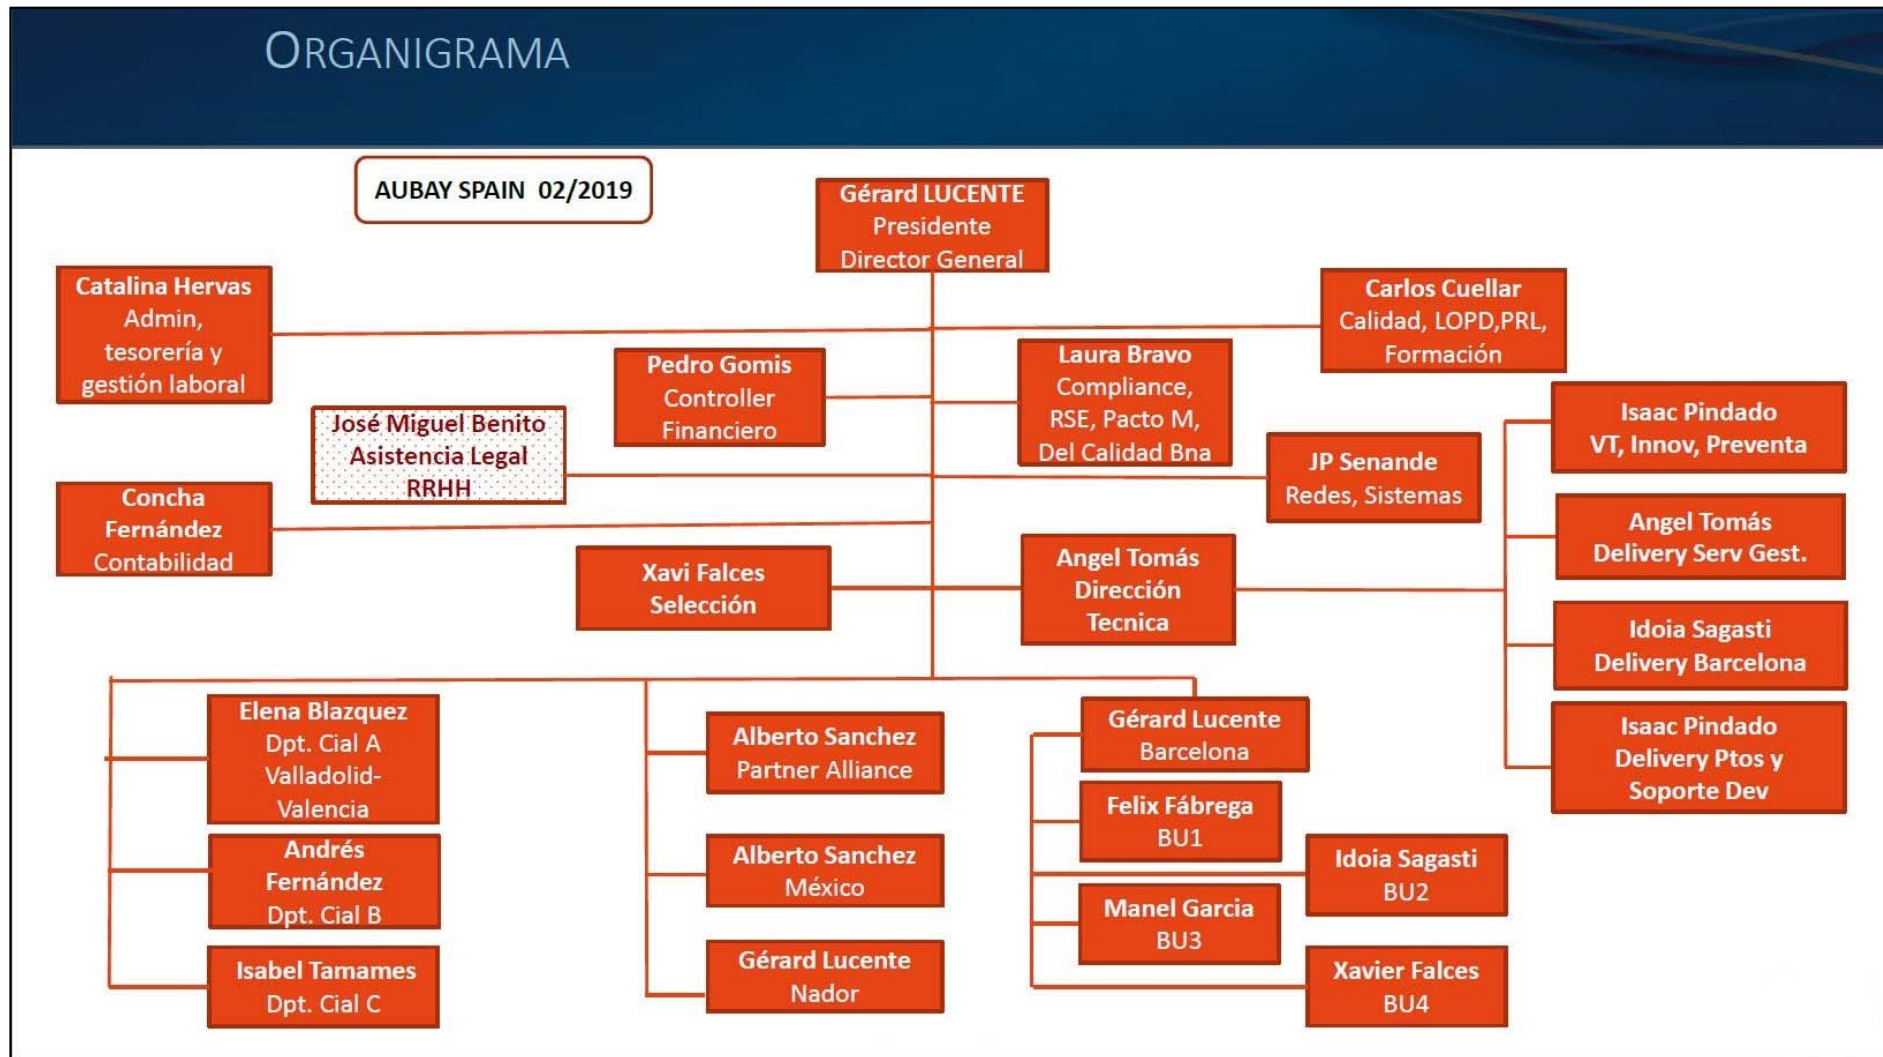 ORGANIGRAMA
AUBAY SPAIN 02/2019
Gérard LUCENTE
Presidente
Director General
Catalina Hervas
Admin,
tesorería y
gestión laboral
Carlos Cuellar
Calidad, LOPD,PRL,
Formación
Pedro Gomis
Controller
Financiero
Laura Bravo
Compliance,
RSE, Pacto M,
Del Calidad Bna
José Miguel Benito
Asistencia Legal
RRHH
JP Senande
Redes, Sistemas
Concha
Fernández
Contabilidad
Xavi Falces
Selección
Angel Tomás
Dirección
Tecnica
Isaac Pindado
VT, Innov, Preventa
Angel Tomás
Delivery Serv Gest.
Idoia Sagasti
Delivery Barcelona
Isaac Pindado
Delivery Ptos y
Soporte Dev
Elena Blazquez
Dpt. Cial A
Valladolid-
Valencia
Andrés
Fernández
Dpt. Cial B
Isabel Tamames
Dpt. Cial C
Alberto Sanchez
Partner Alliance
Alberto Sanchez
México
Gérard Lucente
Nador
Gérard Lucente
Barcelona
Felix Fábrega
BU1
Idoia Sagasti
BU2
Manel Garcia
BU3
Xavier Falces
BU4